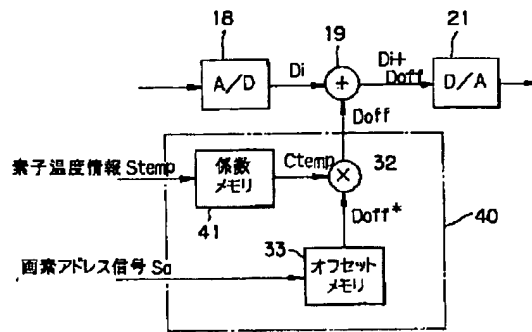 18
19
21
A/D
Di
+
Di+
Doff
D/A
Doff
素子温度情報 Stemp
係数
メモリ
41
Ctemp
×
32
Doff*
40
33
画素アドレス信号 Sa
オフセット
メモリ